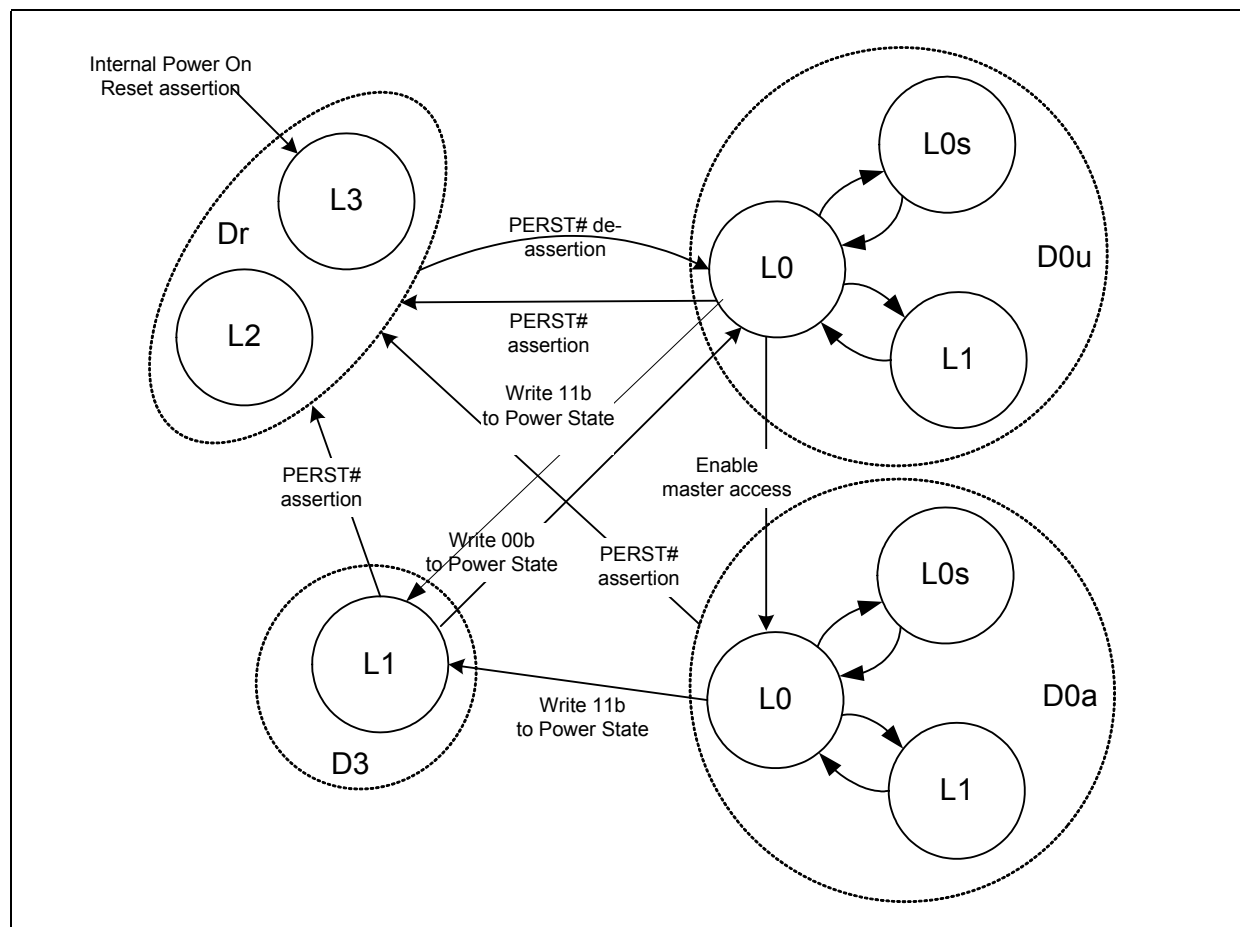 Internal Power On
Reset assertion
L3
Dr
L2
PERST# de-
assertion
PERST#
assertion
L0s
L0
D0u
L1
Write 11b
to Power State
PERST#
assertion
Enable
master access
Write 00b
to Power State
PERST#
assertion
L1
D3
Write 11b
to Power State
L0s
L0
D0a
L1